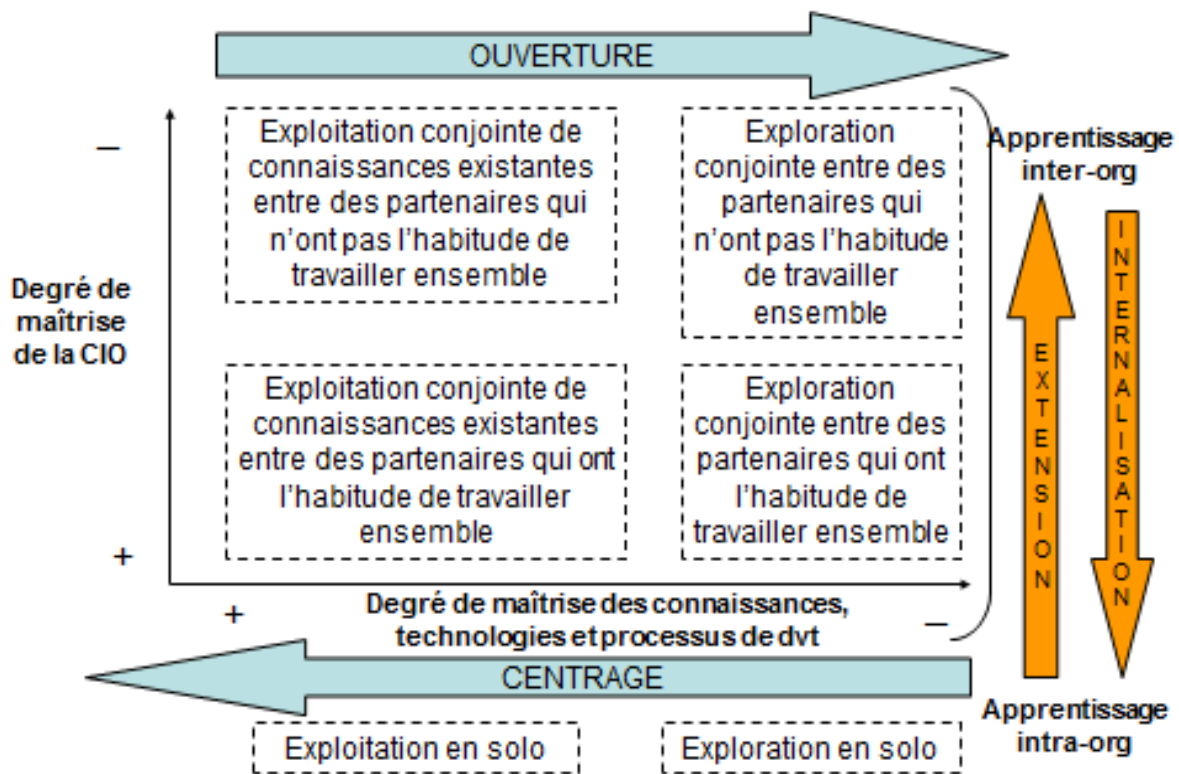 OUVERTURE
–
Exploitation conjointe de
connaissances existantes
entre des partenaires qui
n'ont pas l'habitude de
travailler ensemble
Exploration
conjointe entre des
partenaires qui
n'ont pas l'habitude
de travailler
ensemble
Apprentissage
inter-org
Degré de
maîtrise
de la CIO
Exploitation conjointe de
connaissances existantes
entre des partenaires qui ont
l'habitude de travailler
ensemble
Exploration
conjointe entre des
partenaires qui ont
l'habitude de
travailler ensemble
EXTENSION
INTERNALISATION
+
+
Degré de maîtrise des connaissances,
technologies et processus de dvt
–
CENTRAGE
Apprentissage
intra-org
Exploitation en solo
Exploration en solo